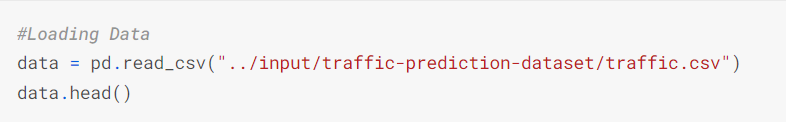 #Loading Data
data = pd.read_csv("../input/traffic-prediction-dataset/traffic.csv")
data.head()